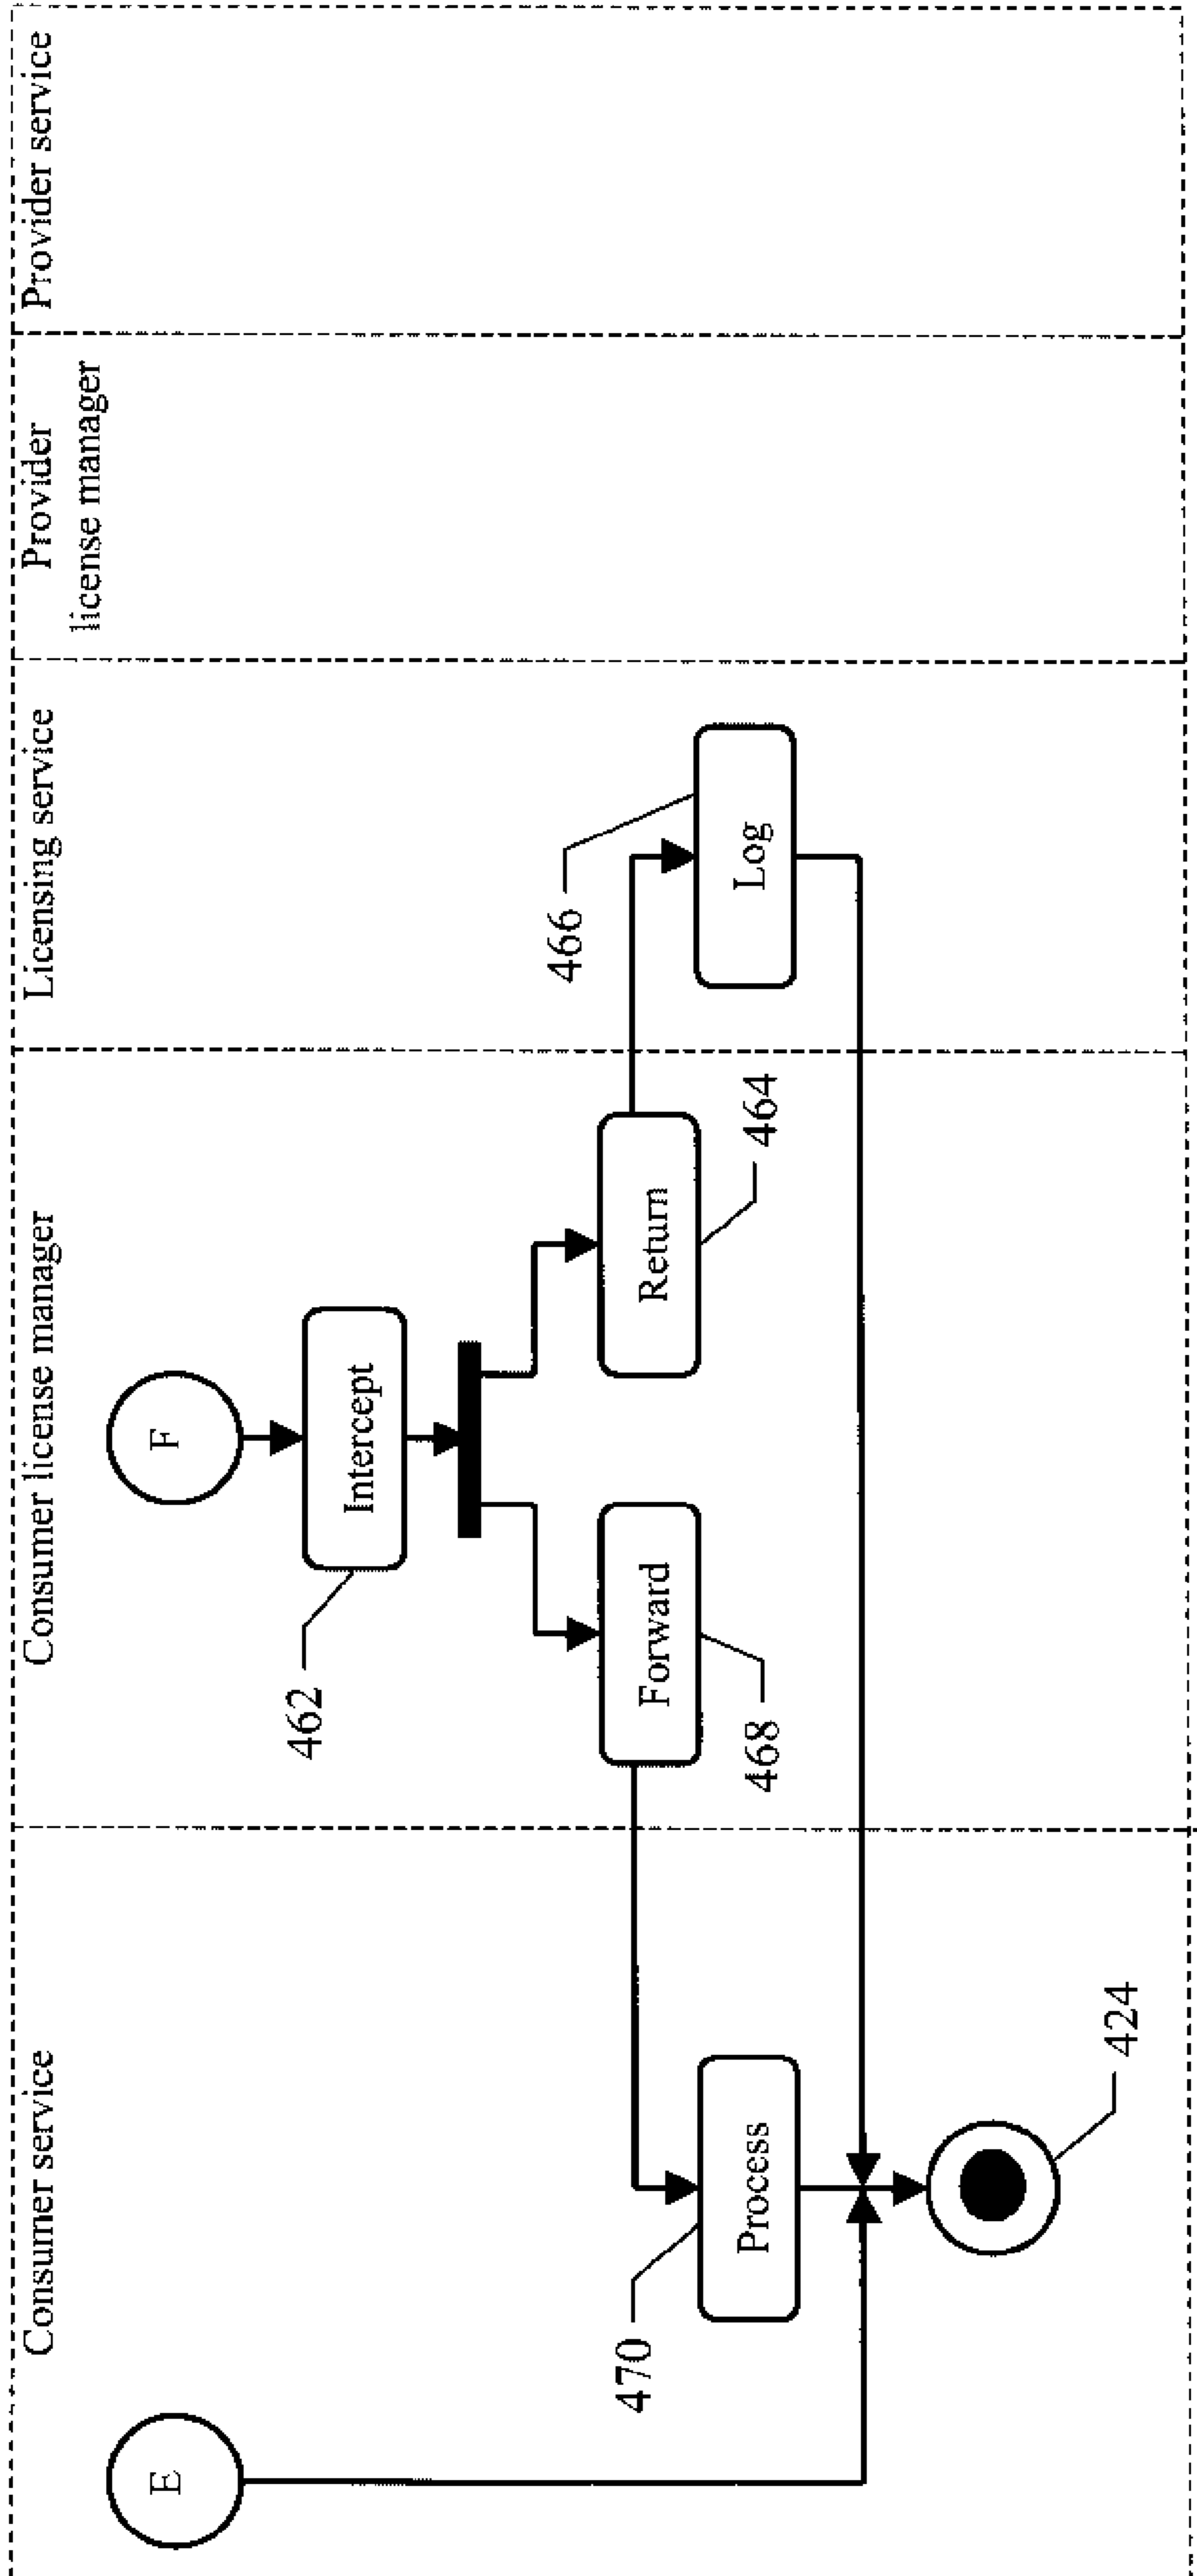 Consumer service
Consumer license manager
Licensing service
Provider
license manager
Provider service
E
F
462
Intercept
Forward
Return
468
464
466
470
Process
Log
424